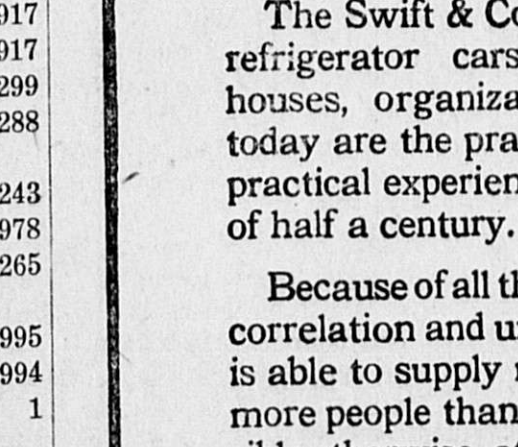 917
917
299
288
243
978
265
995
994
1
The Swift & Co
refrigerator cars
houses, organiza
today are the pra
practical experien
of half a century.
Because of all th
correlation and u
is able to supply
more people than